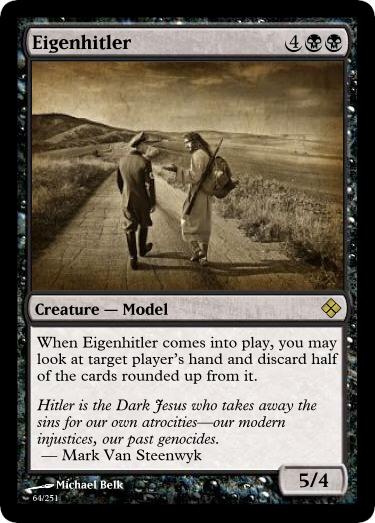 Eigenhitler 4
Creature — Model
When Eigenhitler comes into play, you may
look at target player's hand and discard half
of the cards rounded up from it.
Hitler is the Dark Jesus who takes away the
sins for our own atrocities—our modern
injustices, our past genocides.
— Mark Van Steenwyk
5/4
Michael Belk
64/251